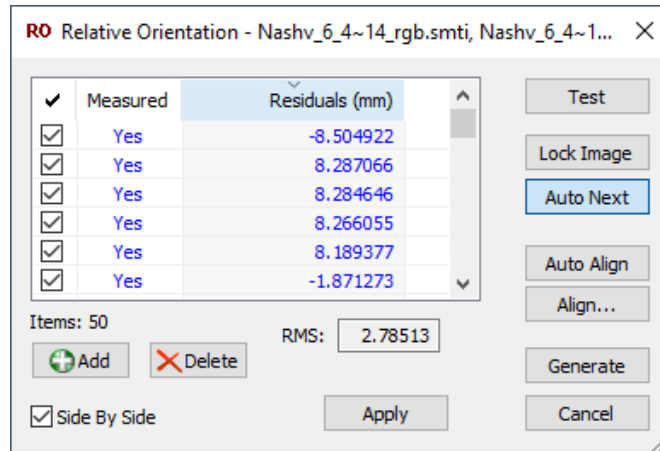 RO Relative Orientation - Nashv_6_4~14_rgb.smti, Nashv_6_4~1...
Measured Residuals (mm)
Yes -8.504922
Yes 8.287066
Yes 8.284646
Yes 8.266055
Yes 8.189377
Yes -1.871273
Items: 50
RMS: 2.78513
Add Delete
Side By Side
Apply
Test
Lock Image
Auto Next
Auto Align
Align...
Generate
Cancel